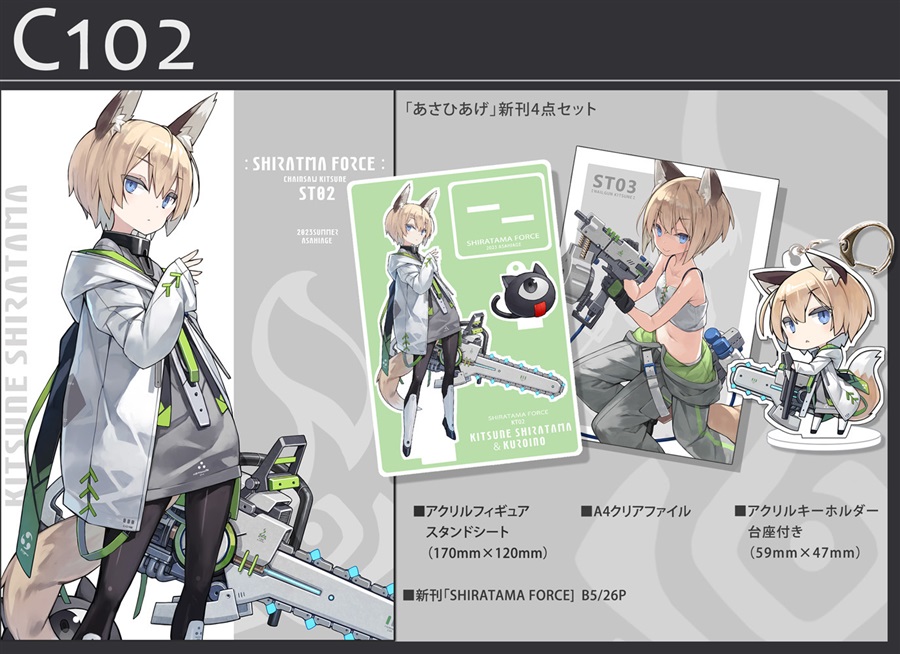 C102
「あさひあげ」新刊4点セット
KITSUNE SHIRATAMA
:SHIRATMA FORCE:
CHAINSAW KITSUNE
ST02
2023SUMMER
ASAHIAGE
SHIRATAMA FORCE
2023 ASAHIAGE
SHIRATAMA FORCE
KITSUNE SHIRATAMA
& KUROINO
ST03
■アクリルフィギュア
スタンドシート
（170mm×120mm）
■A4クリアファイル
■アクリルキーホルダー
台座付き
（59mm×47mm）
■新刊「SHIRATAMA FORCE］ B5/26P